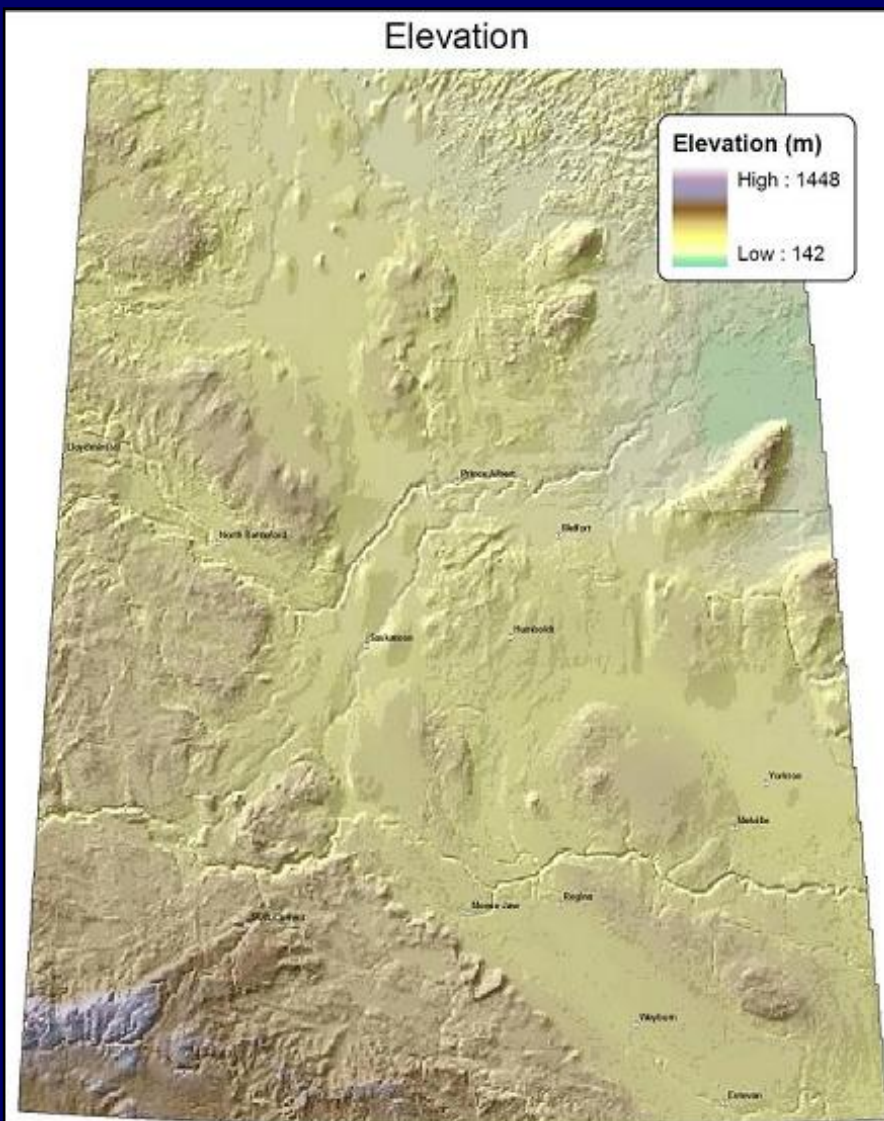 Elevation
Elevation (m)
High : 1448
Low : 142
Lloydminster
Prince Albert
North Battleford
Melfort
Saskatoon
Humboldt
Yorkton
Melville
Swift Current
Moose Jaw
Regina
Weyburn
Estevan